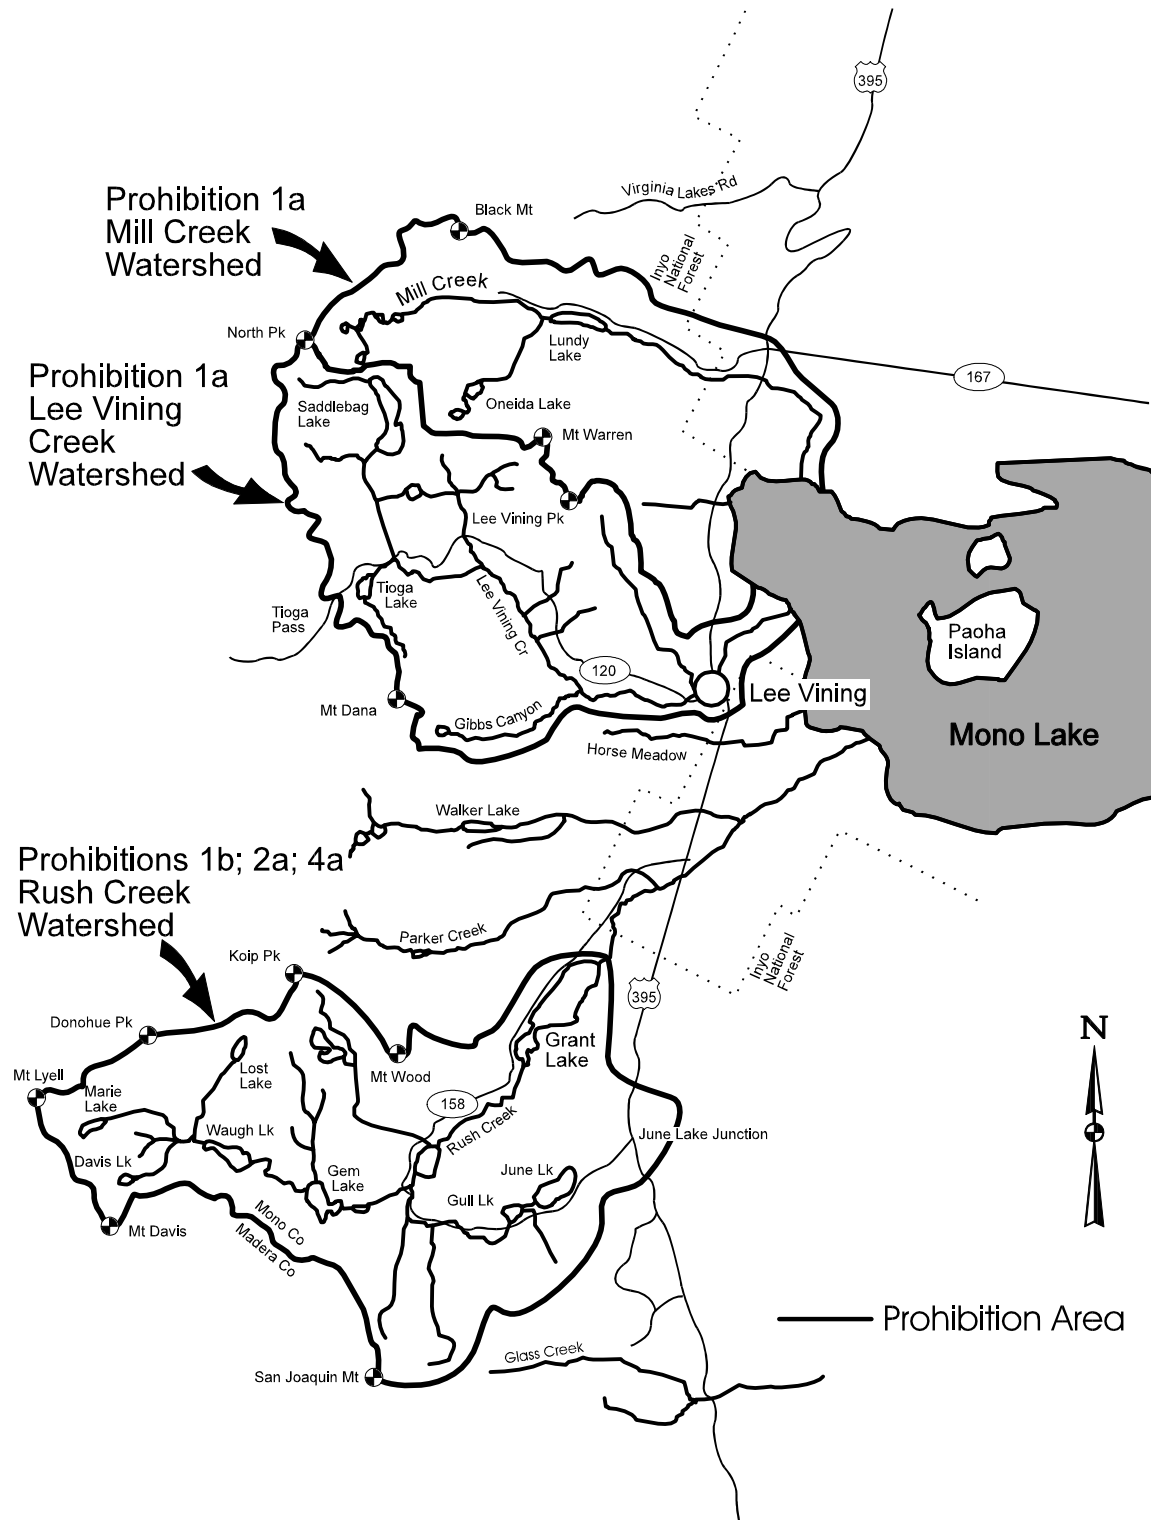 395
Virginia Lakes Rd
Prohibition 1a
Mill Creek
Watershed
Black Mt
Inyo
National
Forest
Mill Creek
North Pk
Lundy
Lake
Prohibition 1a
Lee Vining
Creek
Watershed
167
Saddlebag
Lake
Oneida Lake
Mt Warren
Lee Vining Pk
Tioga
Lake
Lee Vining Cr
Tioga
Pass
Paoha
Island
120
Lee Vining
Mt Dana
Gibbs Canyon
Mono Lake
Horse Meadow
Walker Lake
Prohibitions 1b; 2a; 4a
Rush Creek
Watershed
Parker Creek
Koip Pk
Inyo
National
Forest
395
Donohue Pk
N
Grant
Lake
Mt Lyell
Marie
Lake
Lost
Lake
Mt Wood
158
Rush Creek
Waugh Lk
June Lake Junction
Davis Lk
Gem
Lake
June Lk
Gull Lk
Mt Davis
Mono Co
Madera Co
Prohibition Area
Glass Creek
San Joaquin Mt